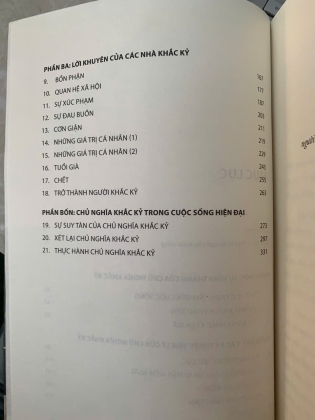 PHẦN BA: LỜI KHUYÊN CỦA CÁC NHÀ KHẮC KỶ
9. BỔN PHẬN 161
10. QUAN HỆ XÃ HỘI 171
11. SỰ XÚC PHẠM 187
12. SỰ ĐAU BUỒN 203
13. CƠN GIẬN 211
14. NHỮNG GIÁ TRỊ CÁ NHÂN (1) 219
15. NHỮNG GIÁ TRỊ CÁ NHÂN (2) 229
16. TUỔI GIÀ 243
17. CHẾT 255
18. TRỞ THÀNH NGƯỜI KHẮC KỶ 263
PHẦN BỐN: CHỦ NGHĨA KHẮC KỶ TRONG CUỘC SỐNG HIỆN ĐẠI
19. SỰ SUY TÀN CỦA CHỦ NGHĨA KHẮC KỶ 273
20. XÉT LẠI CHỦ NGHĨA KHẮC KỶ 287
21. THỰC HÀNH CHỦ NGHĨA KHẮC KỶ 331